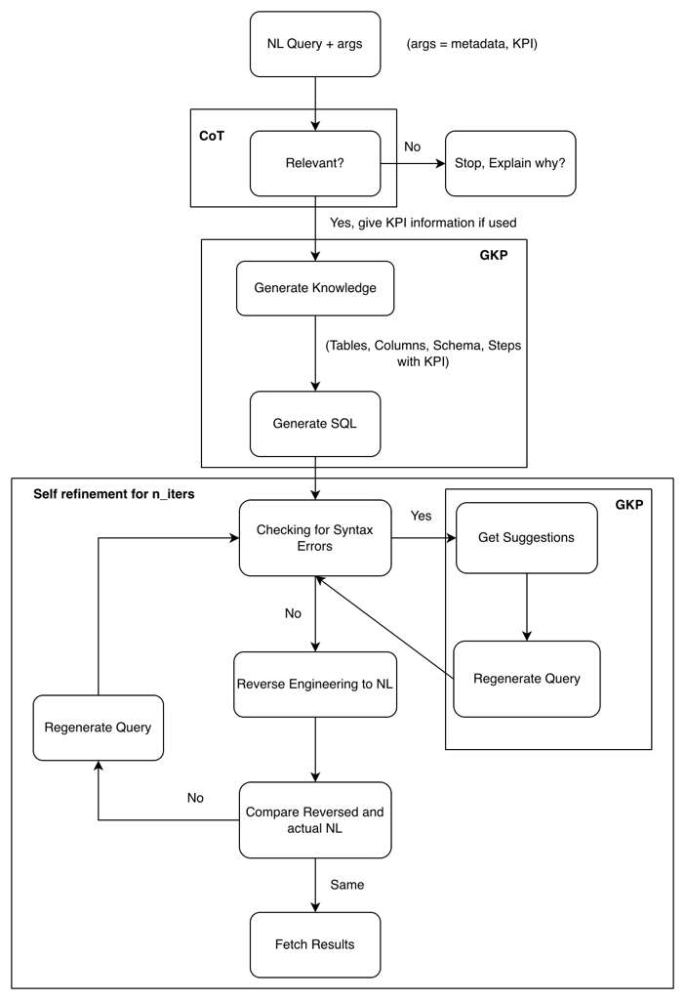 NL Query + args
(args = metadata, KPI)
CoT
Relevant?
No
Stop, Explain why?
Yes, give KPI information if used
GKP
Generate Knowledge
(Tables, Columns, Schema, Steps
with KPI)
Generate SQL
Self refinement for n_iters
GKP
Checking for Syntax
Errors
Yes
Get Suggestions
No
Reverse Engineering to NL
Regenerate Query
Regenerate Query
No
Compare Reversed and
actual NL
Same
Fetch Results